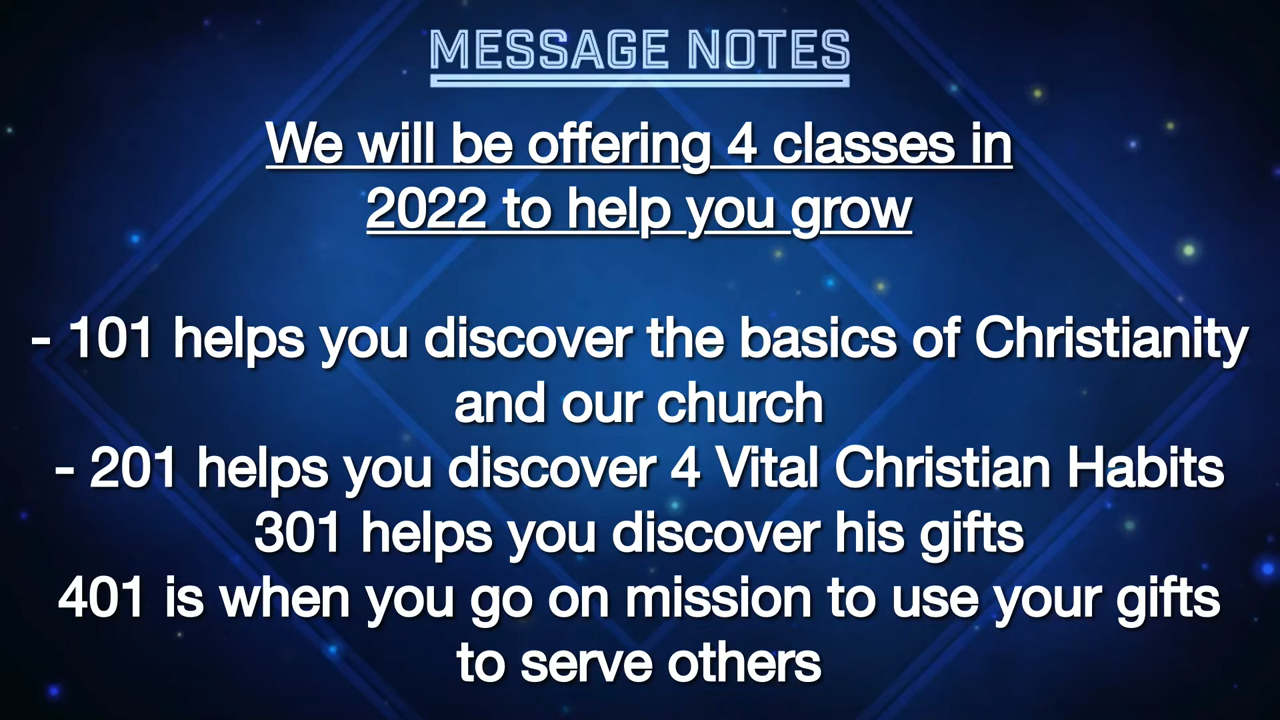 MESSAGE NOTES
We will be offering 4 classes in
2022 to help you grow
- 101 helps you discover the basics of Christianity
and our church
- 201 helps you discover 4 Vital Christian Habits
301 helps you discover his gifts
401 is when you go on mission to use your gifts
to serve others